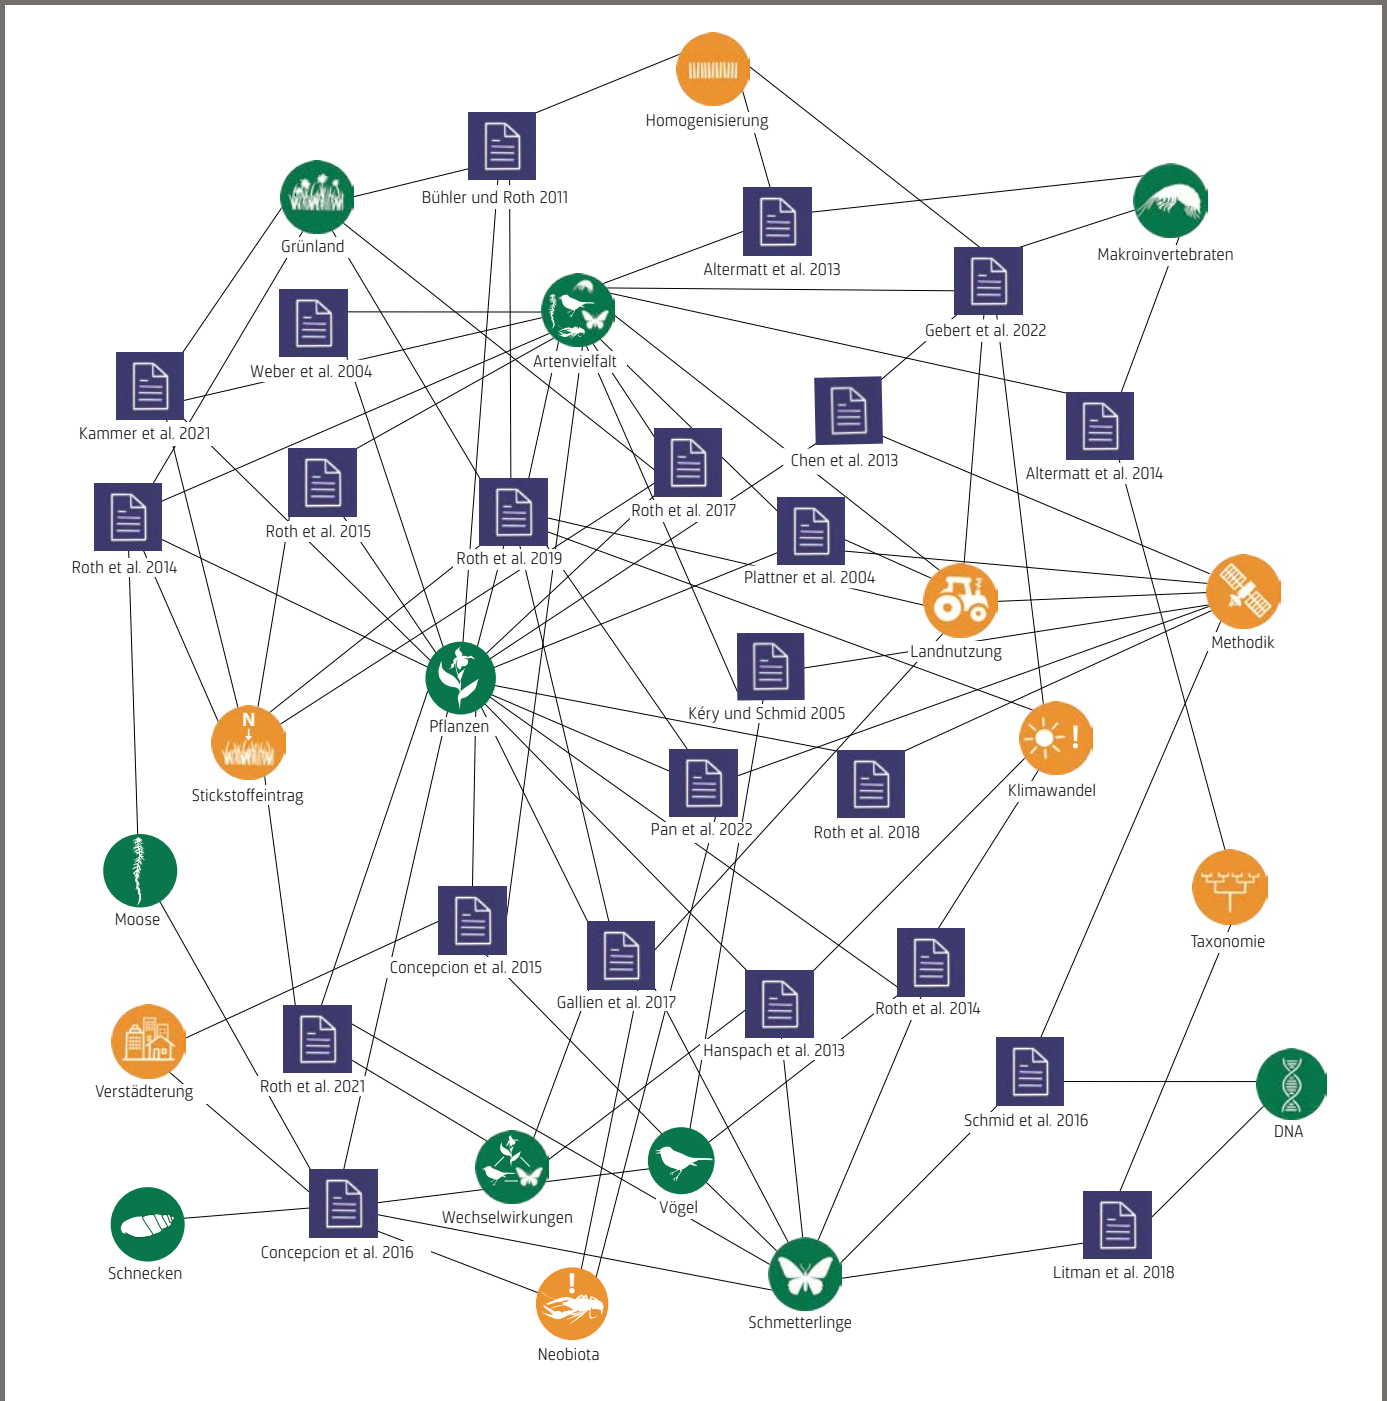 Homogenisierung
Bühler und Roth 2011
Grünland
Altermatt et al. 2013
Makroinvertebraten
Gebert et al. 2022
Weber et al. 2004
Artenvielfalt
Kammer et al. 2021
Chen et al. 2013
Altermatt et al. 2014
Roth et al. 2015
Roth et al. 2017
Roth et al. 2019
Roth et al. 2014
Plattner et al. 2004
Landnutzung
Methodik
Kéry und Schmid 2005
Pflanzen
N
Stickstoffeintrag
!
Klimawandel
Pan et al. 2022
Roth et al. 2018
Moose
Taxonomie
Concepcion et al. 2015
Gallien et al. 2017
Roth et al. 2014
Hanspach et al. 2013
Verstädterung
Roth et al. 2021
Schmid et al. 2016
DNA
Wechselwirkungen
Vögel
Schnecken
Concepcion et al. 2016
Litman et al. 2018
!
Schmetterlinge
Neobiota